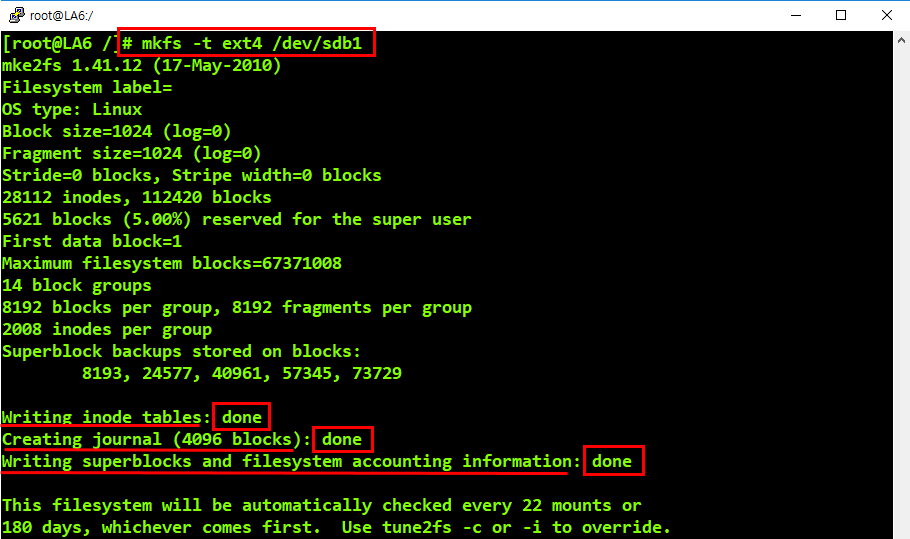 root@LA6:/
[root@LA6 /]# mkfs -t ext4 /dev/sdb1
mke2fs 1.41.12 (17-May-2010)
Filesystem label=
OS type: Linux
Block size=1024 (log=0)
Fragment size=1024 (log=0)
Stride=0 blocks, Stripe width=0 blocks
28112 inodes, 112420 blocks
5621 blocks (5.00%) reserved for the super user
First data block=1
Maximum filesystem blocks=67371008
14 block groups
8192 blocks per group, 8192 fragments per group
2008 inodes per group
Superblock backups stored on blocks:
        8193, 24577, 40961, 57345, 73729

Writing inode tables: done
Creating journal (4096 blocks): done
Writing superblocks and filesystem accounting information: done

This filesystem will be automatically checked every 22 mounts or
180 days, whichever comes first.  Use tune2fs -c or -i to override.